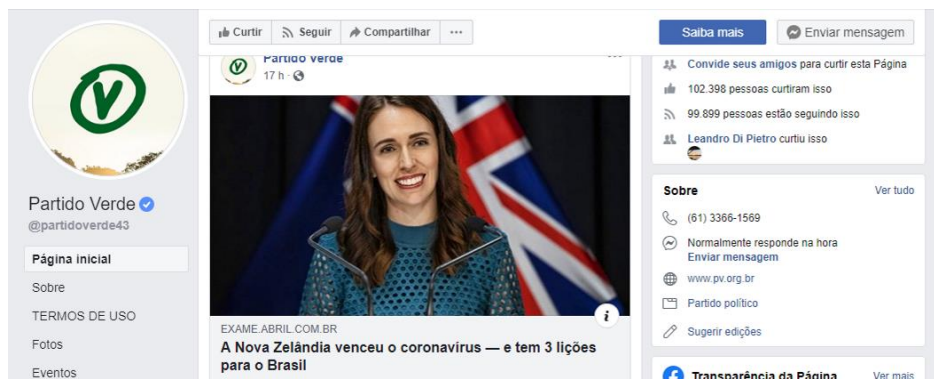 Curtir
Seguir
Compartilhar
...
Saiba mais
Enviar mensagem
Partido Verde
17 h
EXAME.ABRIL.COM.BR
A Nova Zelândia venceu o coronavírus — e tem 3 lições
para o Brasil
V
Partido Verde
@partidoverde43
Página inicial
Sobre
TERMOS DE USO
Fotos
Eventos
Convide seus amigos para curtir esta Página
102.398 pessoas curtiram isso
99.899 pessoas estão seguindo isso
Leandro Di Pietro curtiu isso
Sobre
Ver tudo
(61) 3366-1569
Normalmente responde na hora
Enviar mensagem
www.pv.org.br
Partido político
Sugerir edições
Transparência da Página
Ver mais